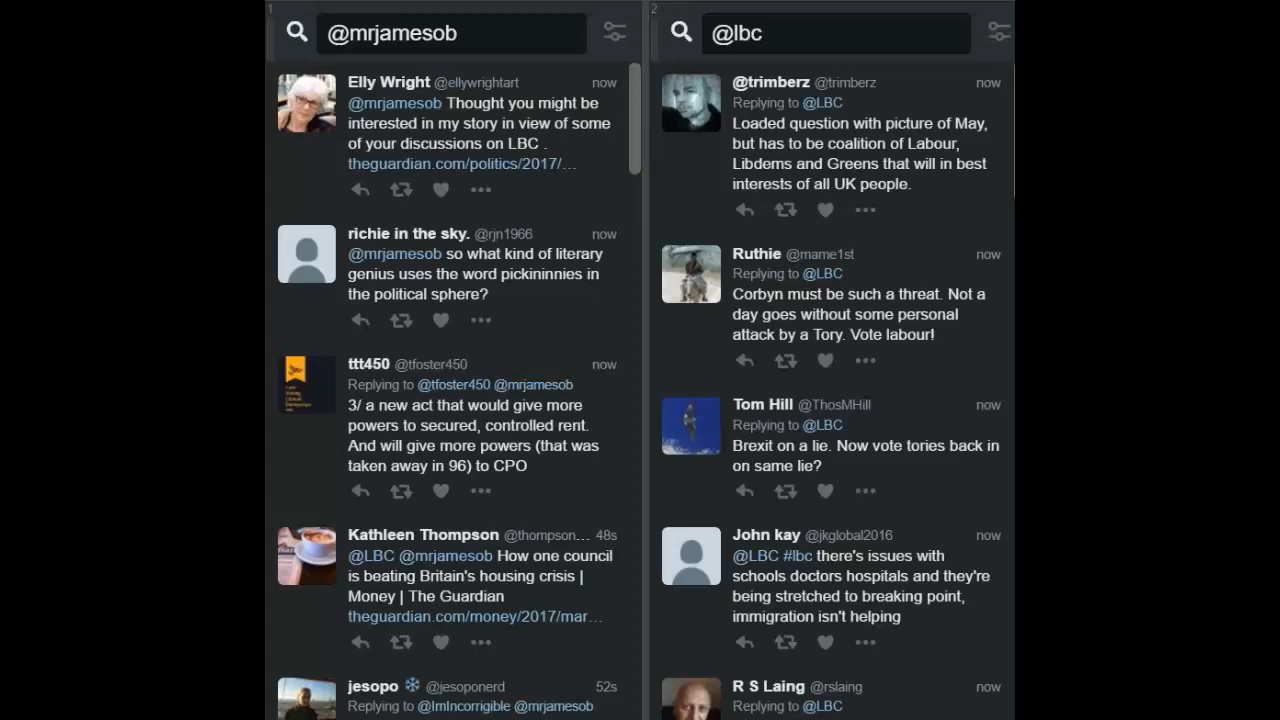 1
@mrjamesob
Elly Wright @ellywrightart now
@mrjamesob Thought you might be
interested in my story in view of some
of your discussions on LBC .
theguardian.com/politics/2017/…
richie in the sky. @rjn1966 now
@mrjamesob so what kind of literary
genius uses the word pickininnies in
the political sphere?
ttt450 @tfoster450 now
Replying to @tfoster450 @mrjamesob
3/ a new act that would give more
powers to secured, controlled rent.
And will give more powers (that was
taken away in 96) to CPO
Kathleen Thompson @thompson… 48s
@LBC @mrjamesob How one council
is beating Britain's housing crisis |
Money | The Guardian
theguardian.com/money/2017/mar…
jesopo @jesoponerd 52s
Replying to @ImIncorrigible @mrjamesob
2
@lbc
@trimberz @trimberz now
Replying to @LBC
Loaded question with picture of May,
but has to be coalition of Labour,
Libdems and Greens that will in best
interests of all UK people.
Ruthie @mame1st now
Replying to @LBC
Corbyn must be such a threat. Not a
day goes without some personal
attack by a Tory. Vote labour!
Tom Hill @ThosMHill now
Replying to @LBC
Brexit on a lie. Now vote tories back in
on same lie?
John kay @jkglobal2016 now
@LBC #lbc there's issues with
schools doctors hospitals and they're
being stretched to breaking point,
immigration isn't helping
R S Laing @rslaing now
Replying to @LBC